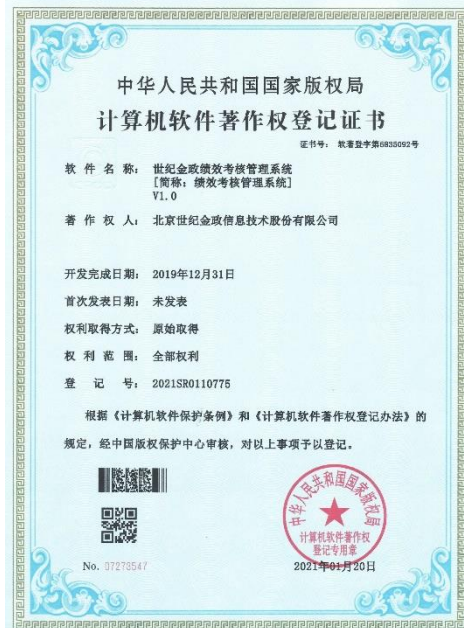 中华人民共和国国家版权局
计算机软件著作权登记证书
证书号： 软著登字第6835092号
软件名称： 世纪金政绩效考核管理系统
[简称：绩效考核管理系统]
V1.0
著作权人： 北京世纪金政信息技术股份有限公司
开发完成日期： 2019年12月31日
首次发表日期： 未发表
权利取得方式： 原始取得
权利范围： 全部权利
登记号： 2021SR0110775
根据《计算机软件保护条例》和《计算机软件著作权登记办法》的
规定，经中国版权保护中心审核，对以上事项予以登记。
中华人民共和国国家版权局
计算机软件著作权
登记专用章
No. 07273547
2021年01月20日